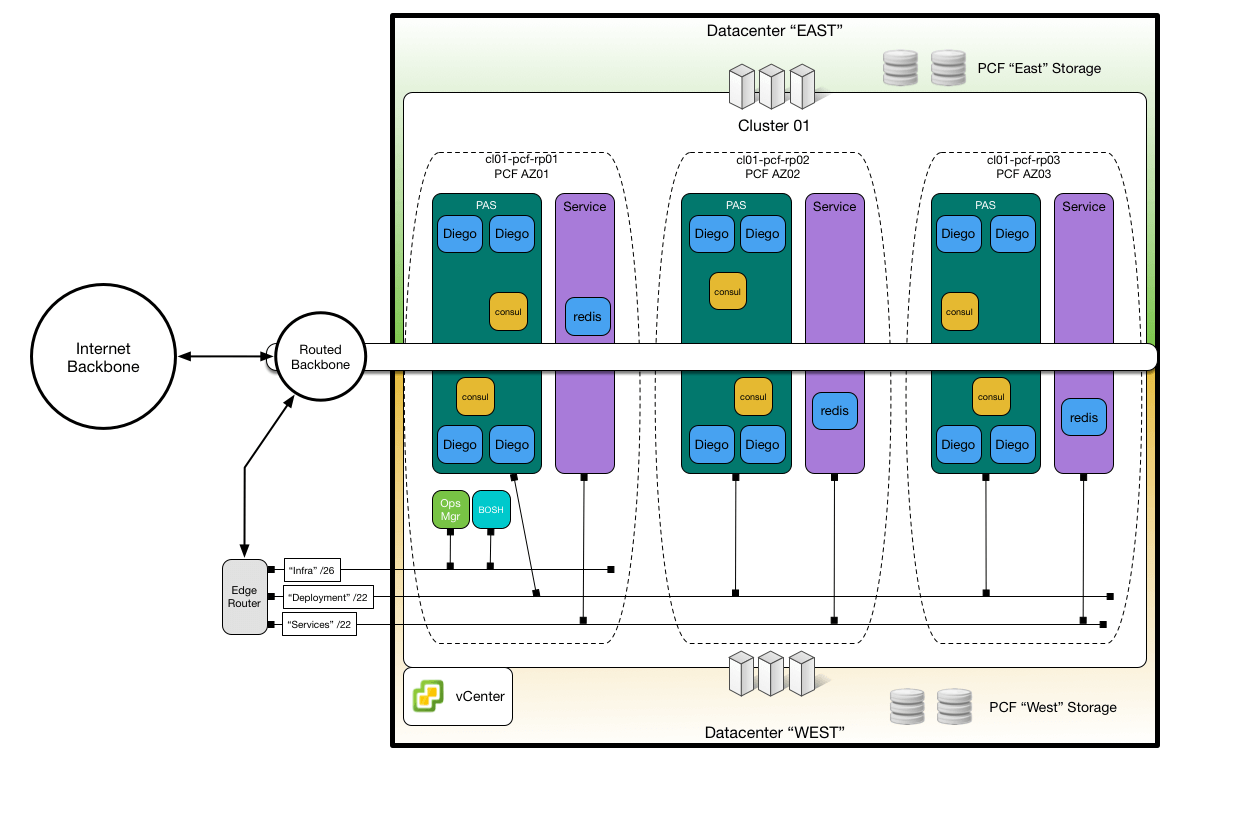 Datacenter “EAST”
PCF “East” Storage
Cluster 01
cl01-pcf-rp01
PCF AZ01
cl01-pcf-rp02
PCF AZ02
cl01-pcf-rp03
PCF AZ03
PAS
Service
PAS
Service
PAS
Service
Diego
Diego
Diego
Diego
Diego
Diego
consul
consul
consul
redis
Internet
Backbone
Routed
Backbone
consul
consul
consul
redis
redis
Diego
Diego
Diego
Diego
Diego
Diego
Ops
Mgr
BOSH
Edge
Router
“Infra” /26
“Deployment” /22
“Services” /22
vCenter
PCF “West” Storage
Datacenter “WEST”